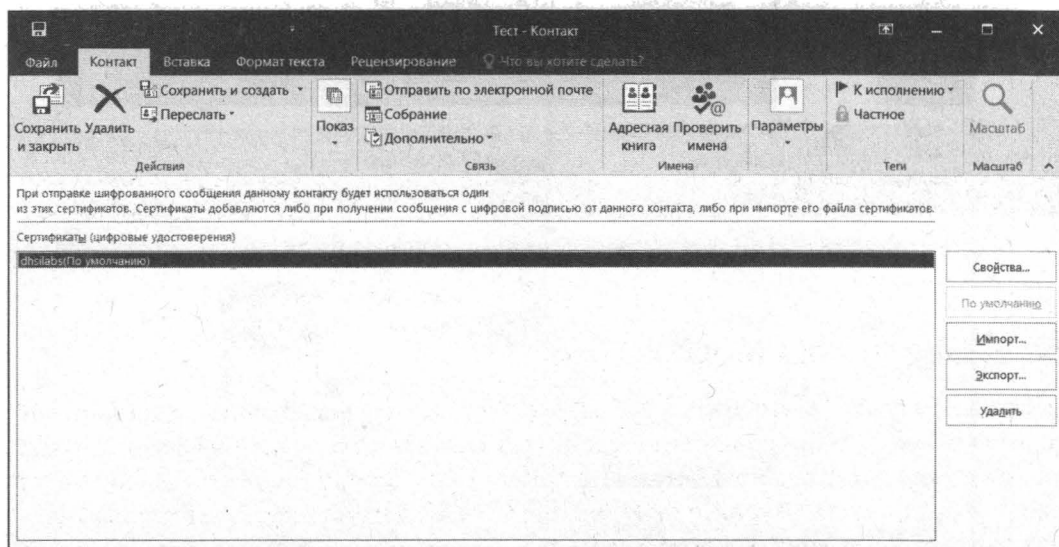 Тест - Контакт
Файл Контакт Вставка Формат текста Рецензирование Что вы хотите сделать?
Сохранить и закрыть
Удалить
Сохранить и создать
Переслать
Действия
Показ
Отправить по электронной почте
Собрание
Дополнительно
Связь
Адресная книга
Проверить имена
Имена
Параметры
К исполнению
Частное
Теги
Масштаб
Масштаб
При отправке шифрованного сообщения данному контакту будет использоваться один
из этих сертификатов. Сертификаты добавляются либо при получении сообщения с цифровой подписью от данного контакта, либо при импорте его файла сертификатов.
Сертификаты (цифровые удостоверения)
dhsilabs(По умолчанию)
Свойства...
По умолчанию
Импорт...
Экспорт...
Удалить